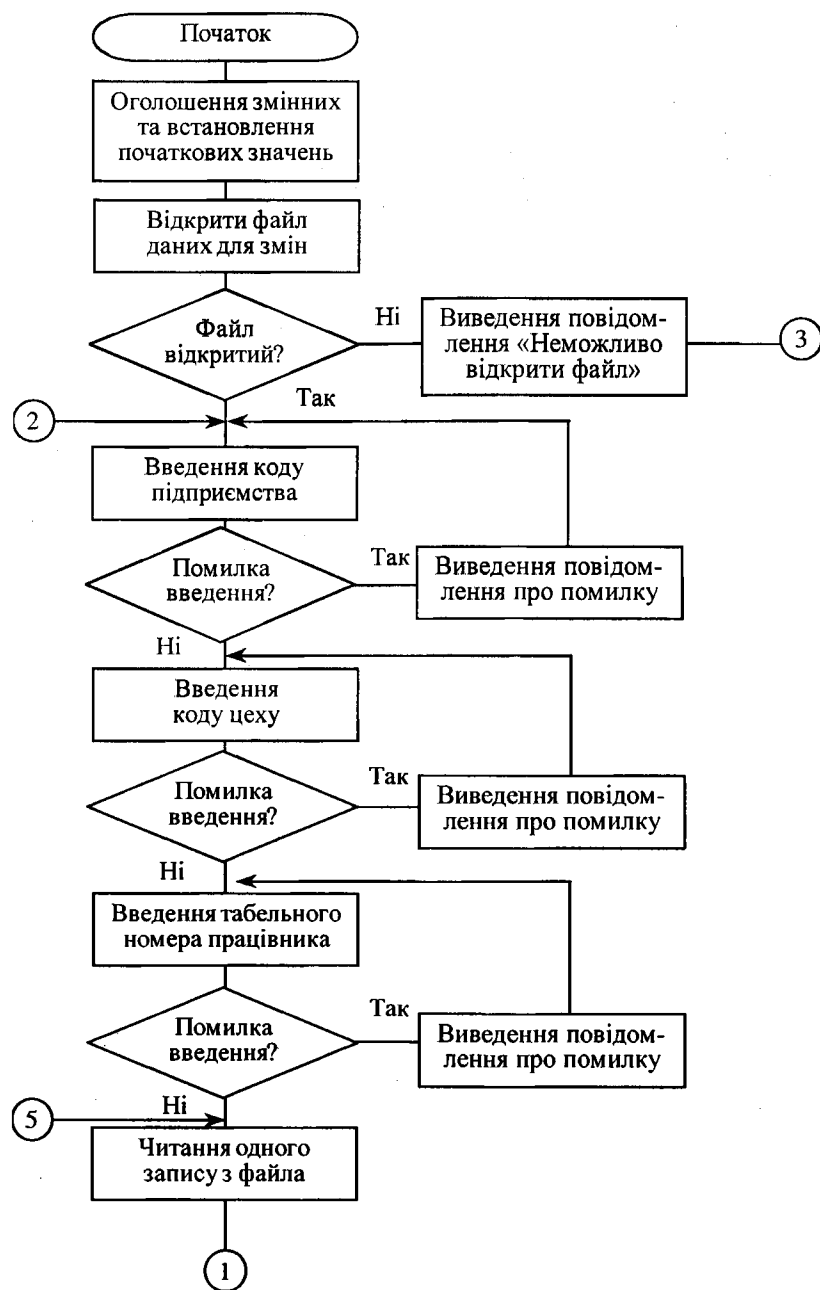 Початок
Оголошення змінних
та встановлення
початкових значень
Відкрити файл
даних для змін
Файл
відкритий?
Ні
Виведення повідом-
лення «Неможливо
відкрити файл»
3
Так
2
Введення коду
підприємства
Помилка
введення?
Так
Виведення повідом-
лення про помилку
Ні
Введення
коду цеху
Помилка
введення?
Так
Виведення повідом-
лення про помилку
Ні
Введення табельного
номера працівника
Помилка
введення?
Так
Виведення повідом-
лення про помилку
Ні
5
Читання одного
запису з файла
1